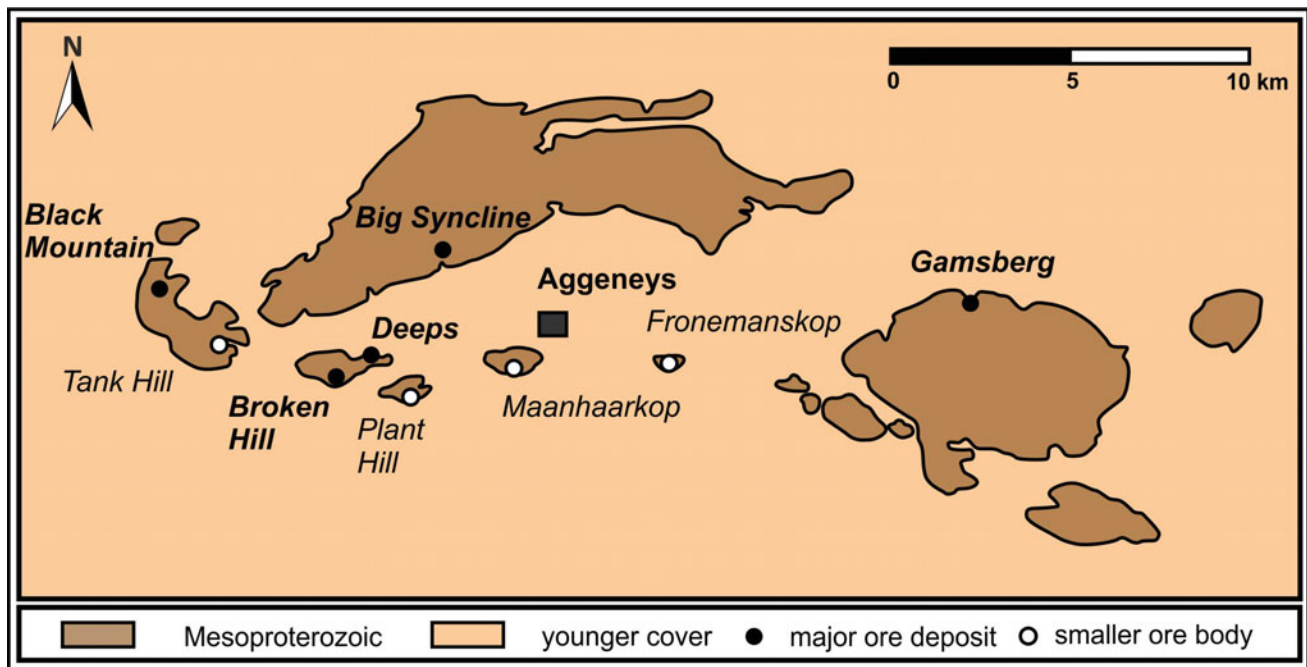 N
0 5 10 km
Black
Mountain
Big Syncline
Gamsberg
Aggeneys
Fronemanskop
Deeps
Tank Hill
Broken
Hill
Plant
Hill
Maanhaarkop
Mesoproterozoic younger cover major ore deposit smaller ore body